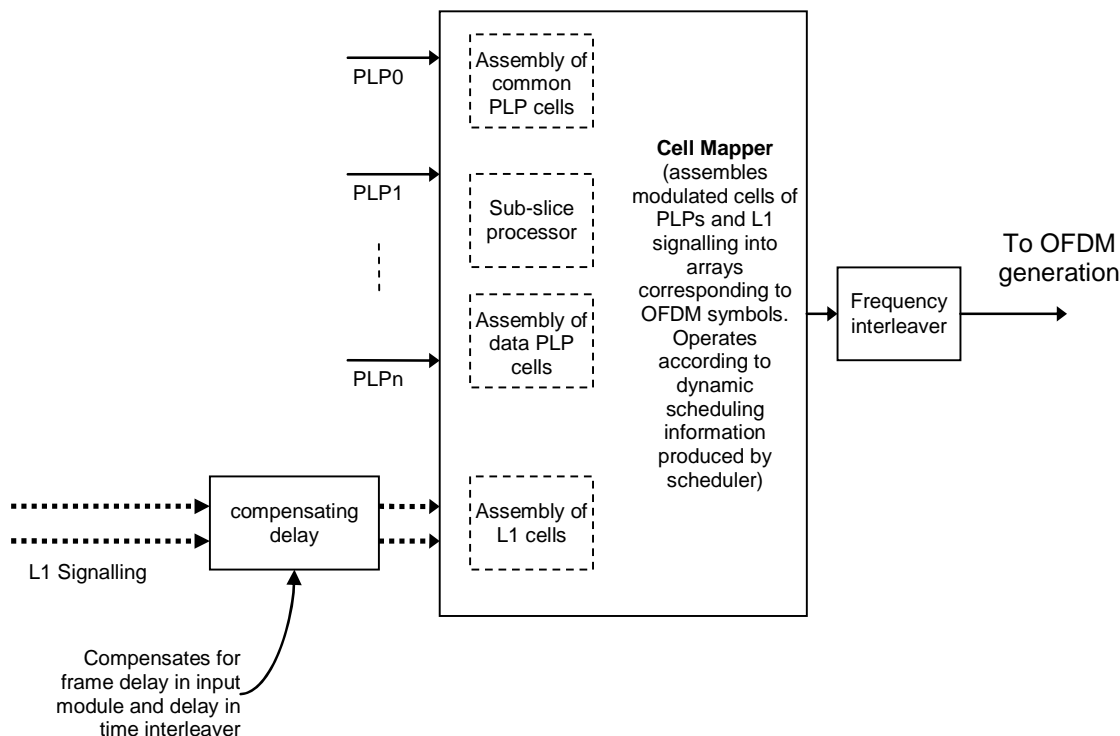 PLP0
PLP1
PLPn
Assembly of
common
PLP cells
Sub-slice
processor
Assembly of
data PLP
cells
Assembly of
L1 cells
Cell Mapper
(assembles
modulated cells of
PLPs and L1
signalling into
arrays
corresponding to
OFDM symbols.
Operates
according to
dynamic
scheduling
information
produced by
scheduler)
Frequency
interleaver
To OFDM
generation
L1 Signalling
compensating
delay
Compensates for
frame delay in input
module and delay in
time interleaver